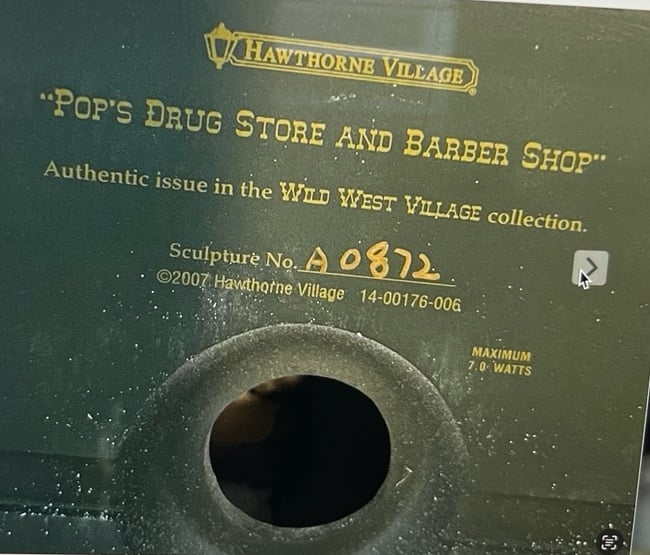 HAWTHORNE VILLAGE®
"POP'S DRUG STORE AND BARBER SHOP"
Authentic issue in the WILD WEST VILLAGE collection.
Sculpture No. A0872
©2007 Hawthorne Village 14-00176-006
MAXIMUM
7.0 WATTS